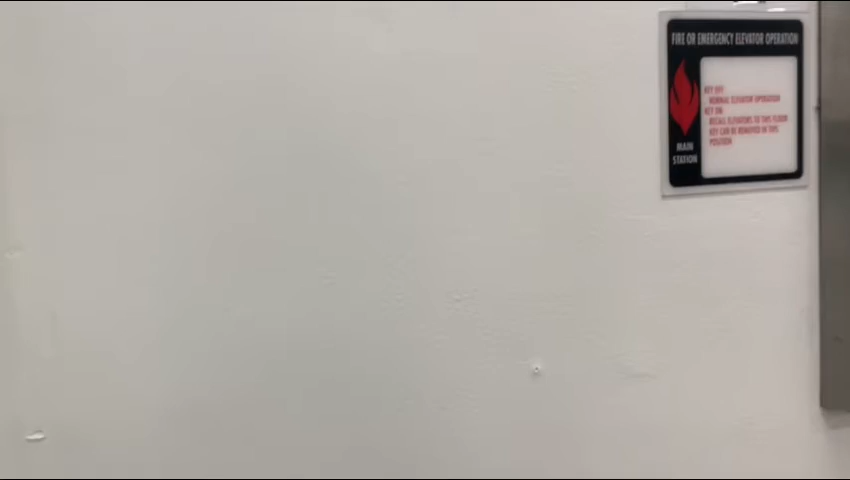 FIRE OR EMERGENCY ELEVATOR OPERATION
KEY OFF
NORMAL ELEVATOR OPERATION
KEY ON
RECALL ELEVATORS TO THIS FLOOR
KEY CAN BE REMOVED IN THIS
POSITION
MAIN
STATION